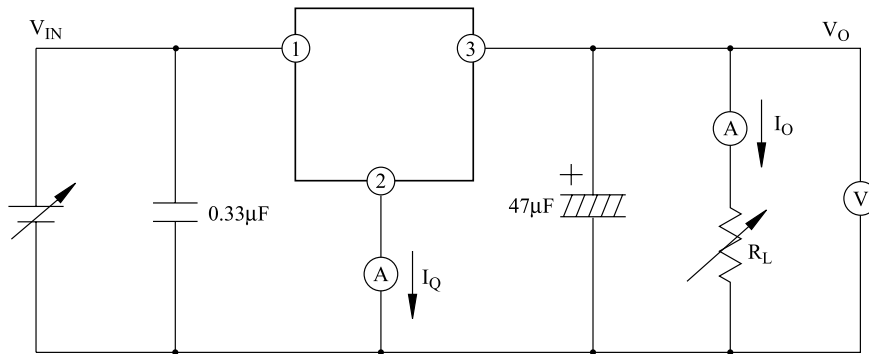 V_IN
1
3
V_O
A
I_O
2
+
0.33μF
47μF
V
R_L
A
I_Q